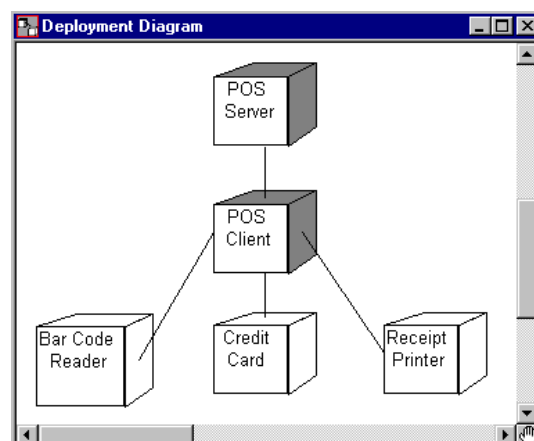 Deployment Diagram
POS
Server
POS
Client
Bar Code
Reader
Credit
Card
Receipt
Printer